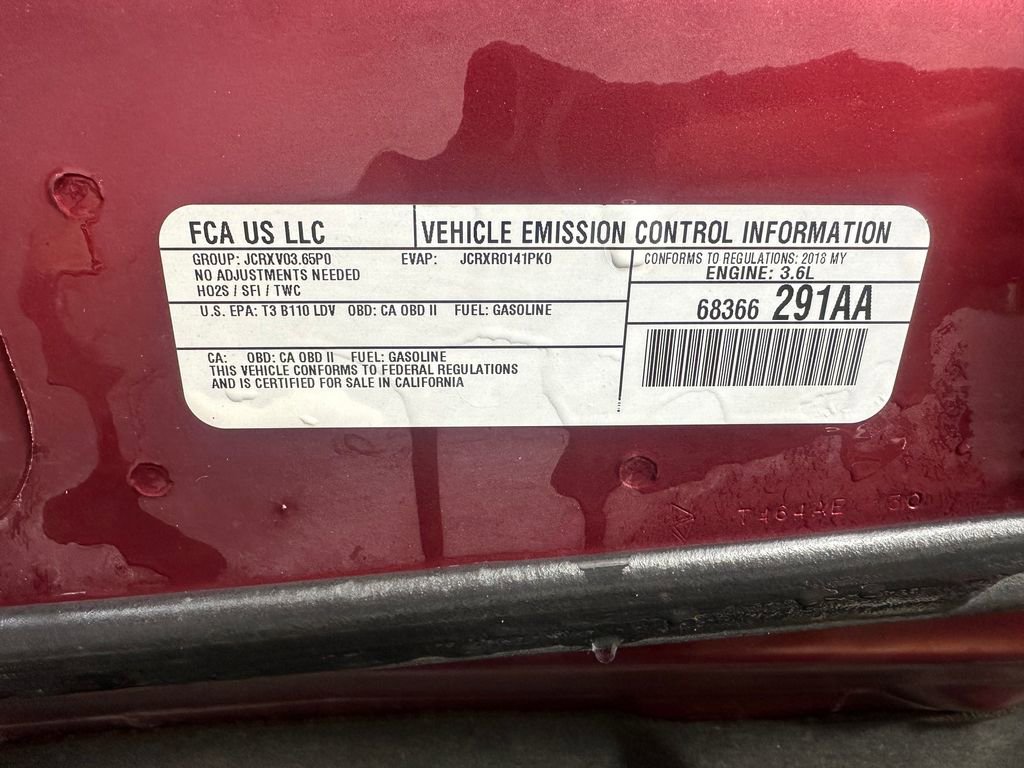 FCA US LLC
VEHICLE EMISSION CONTROL INFORMATION
GROUP: JCRXV03.65P0 EVAP: JCRXR0141PK0
NO ADJUSTMENTS NEEDED
HO2S / SFI / TWC
CONFORMS TO REGULATIONS: 2018 MY
ENGINE: 3.6L
U.S. EPA: T3 B110 LDV OBD: CA OBD II FUEL: GASOLINE
68366 291AA
CA: OBD: CA OBD II FUEL: GASOLINE
THIS VEHICLE CONFORMS TO FEDERAL REGULATIONS
AND IS CERTIFIED FOR SALE IN CALIFORNIA
T464AE 30